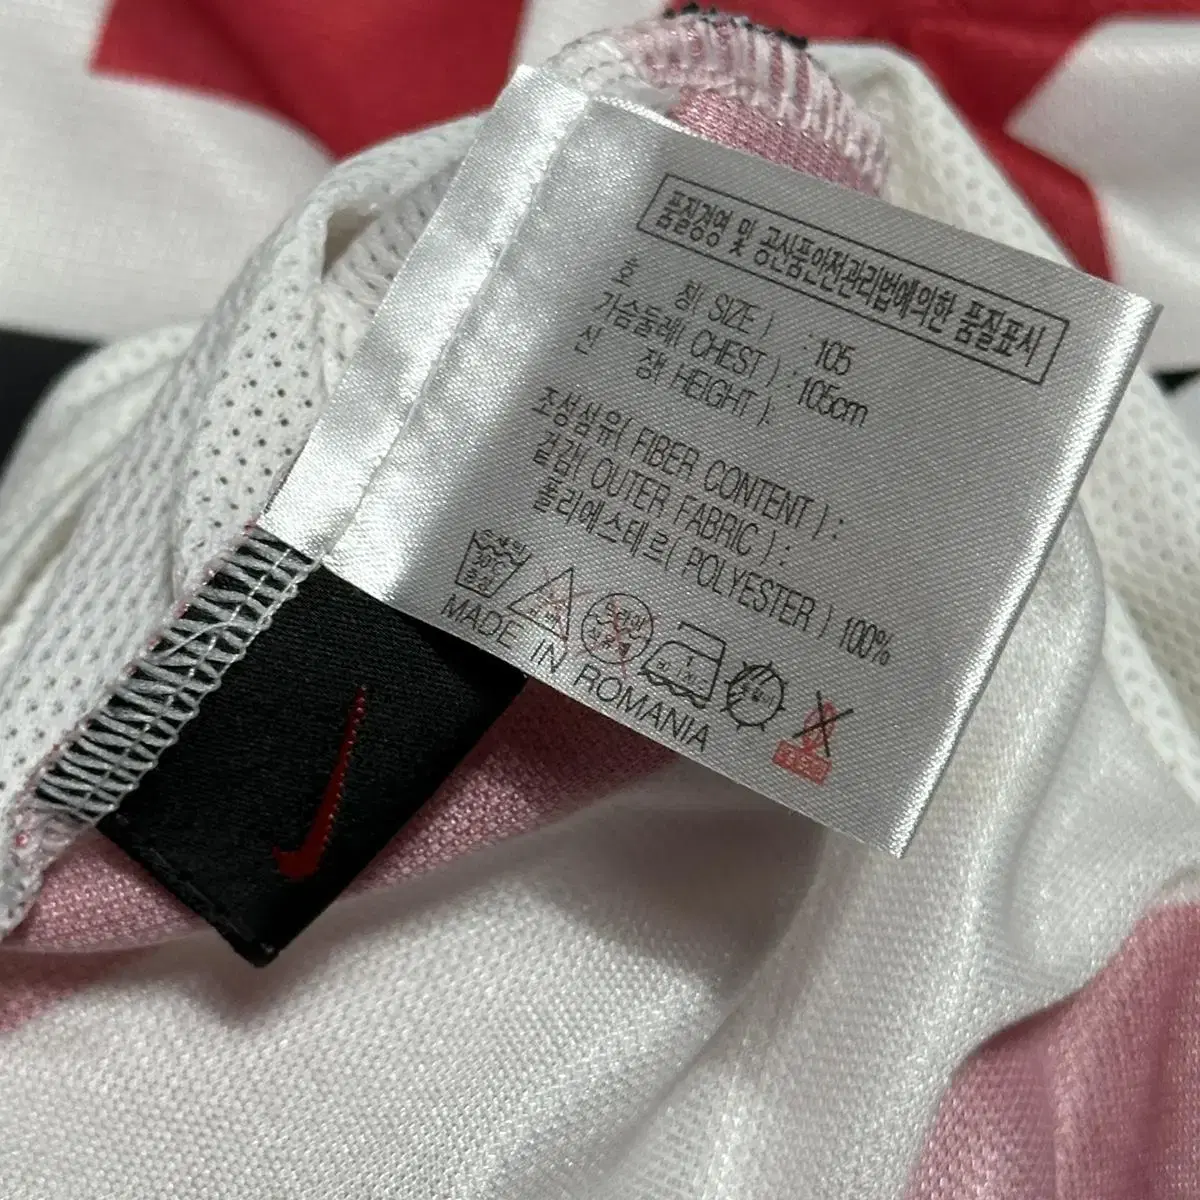 품질경영 및 공산품안전관리법에의한 품질표시
호 칭( SIZE ) : 105
가슴둘레( CHEST ) : 105cm
신 장( HEIGHT ):
조성섬유( FIBER CONTENT ) :
겉감( OUTER FABRIC ) :
폴리에스테르( POLYESTER ) 100%
MADE IN ROMANIA